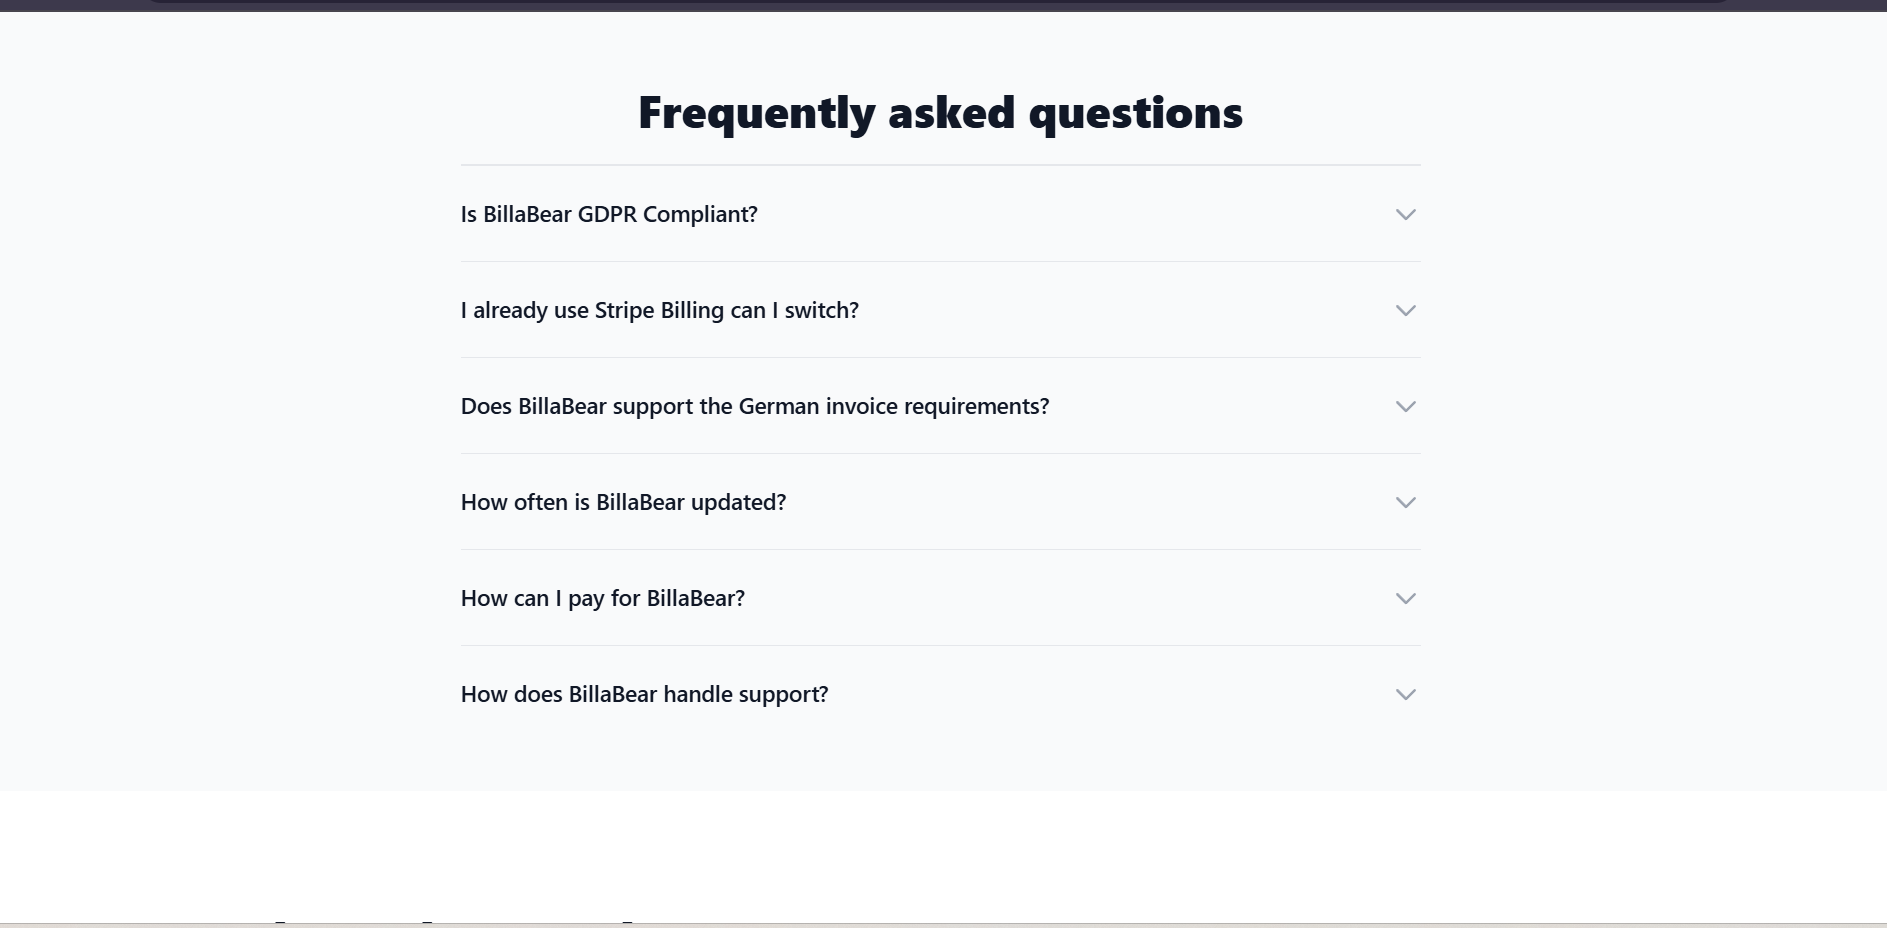 Frequently asked questions
Is BillaBear GDPR Compliant?
I already use Stripe Billing can I switch?
Does BillaBear support the German invoice requirements?
How often is BillaBear updated?
How can I pay for BillaBear?
How does BillaBear handle support?